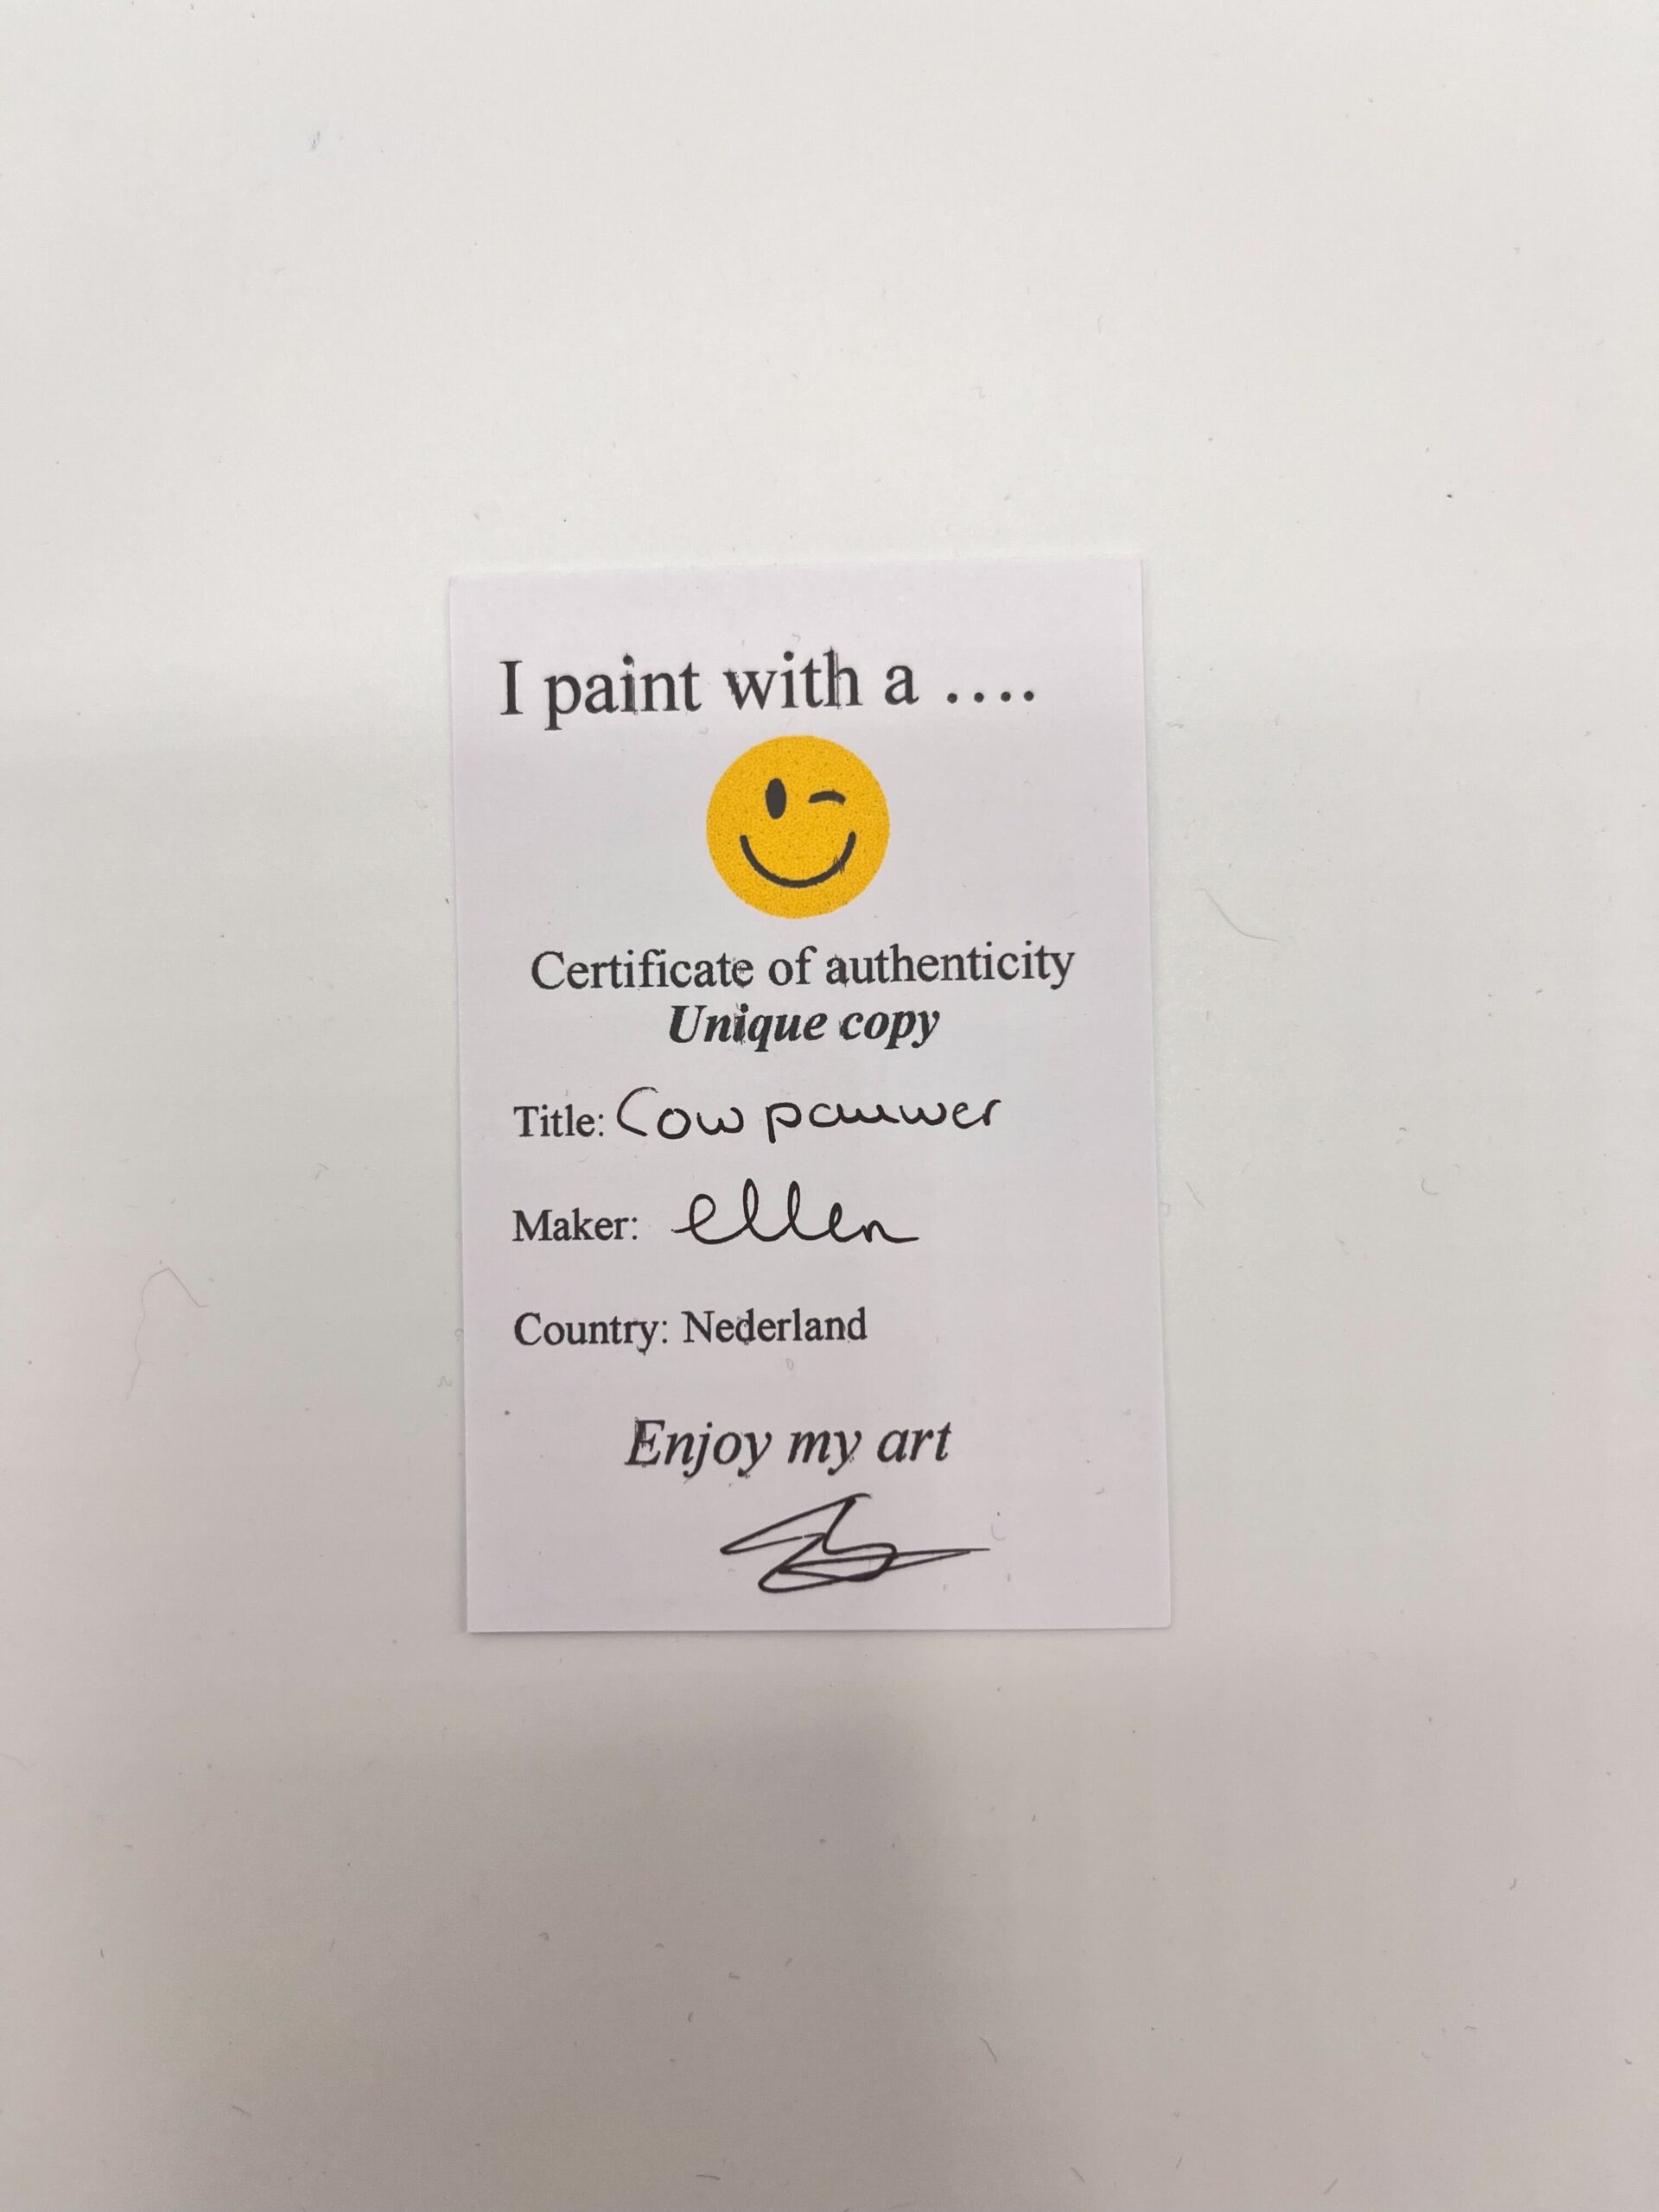 I paint with a ....
Certificate of authenticity
Unique copy
Title: Cow pauwer
Maker: ellen
Country: Nederland
Enjoy my art